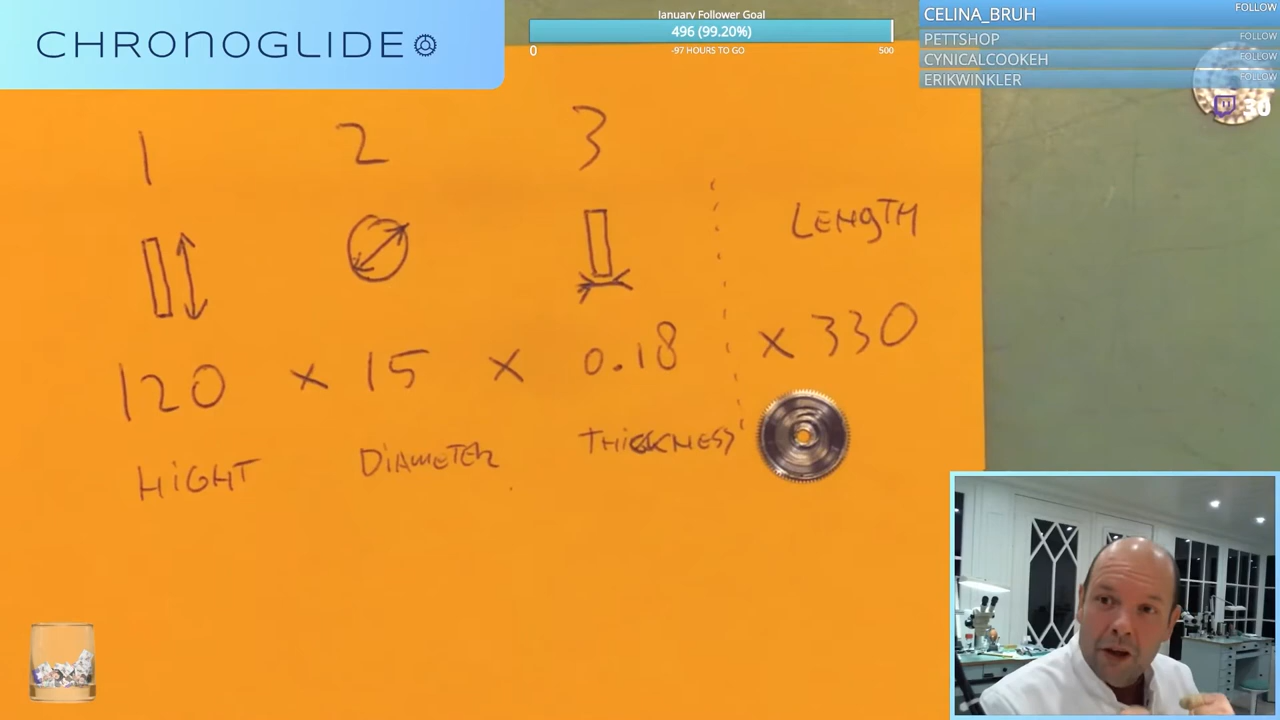 CHRONOGLIDE
January Follower Goal
496 (99.20%)
0
-97 HOURS TO GO
500
CELINA_BRUH
FOLLOW
PETTSHOP
FOLLOW
CYNICALCOOKEH
FOLLOW
ERIKWINKLER
FOLLOW
30
1 2 3
LENGTH
120 x 15 x 0.18 x 330
HIGHT DIAMETER THICKNESS